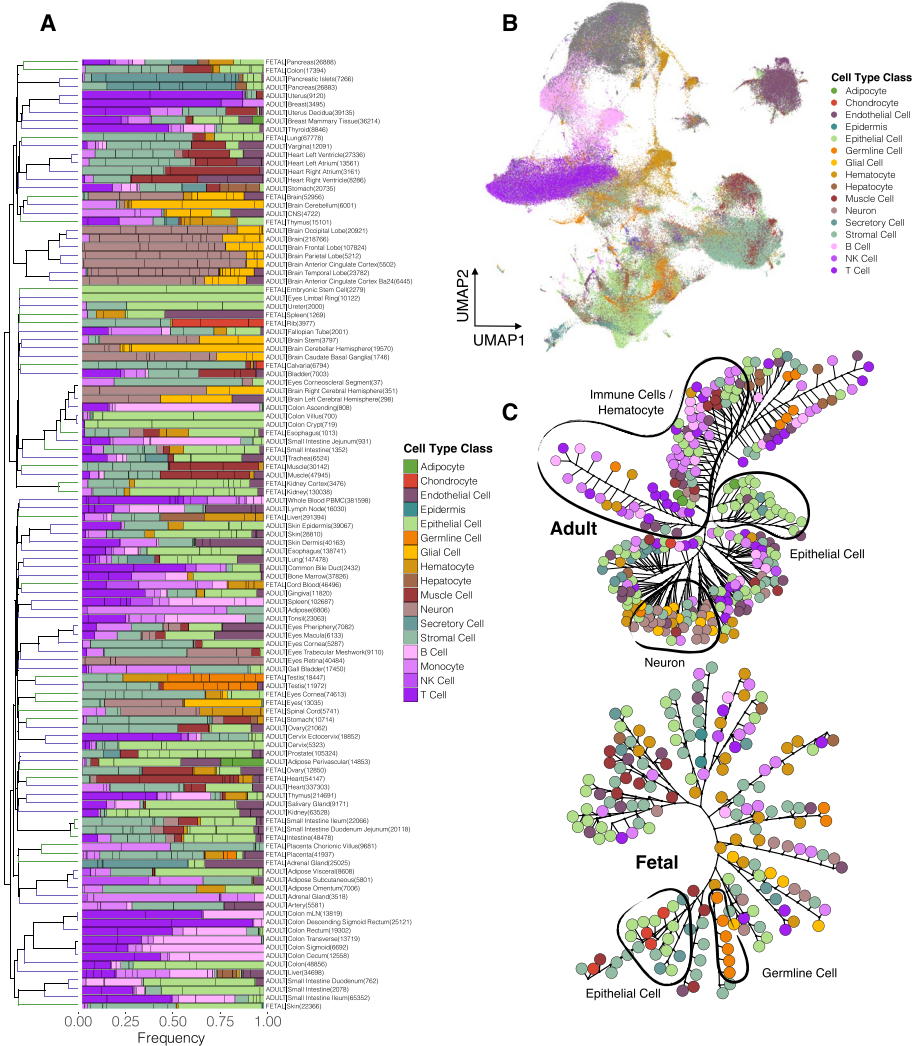 A
FETAL|Pancreas(26888)
FETAL|Colon(17394)
ADULT|Pancreatic Islets(7266)
ADULT|Pancreas(26883)
ADULT|Uterus(9120)
ADULT|Breast(3495)
ADULT|Uterus Decidua(39135)
ADULT|Breast Mammary Tissue(36214)
ADULT|Thyroid(8846)
FETAL|Lung(67778)
ADULT|Vagina(12091)
ADULT|Heart Left Ventricle(27336)
ADULT|Heart Left Atrium(13561)
ADULT|Heart Right Atrium(3161)
ADULT|Heart Right Ventricle(8286)
ADULT|Stomach(20735)
FETAL|Brain(52956)
ADULT|Brain Cerebellum(6001)
ADULT|CNS(4722)
FETAL|Thymus(15101)
ADULT|Brain Occipital Lobe(20921)
ADULT|Brain(218766)
ADULT|Brain Frontal Lobe(107824)
ADULT|Brain Parietal Lobe(5212)
ADULT|Brain Anterior Cingulate Cortex(5502)
ADULT|Brain Temporal Lobe(23782)
ADULT|Brain Anterior Cingulate Cortex Ba24(6445)
FETAL|Embryonic Stem Cell(2279)
ADULT|Eyes Limbal Ring(10122)
ADULT|Ureter(2000)
FETAL|Spleen(1269)
FETAL|Rib(3977)
ADULT|Fallopian Tube(2001)
ADULT|Brain Stem(3797)
ADULT|Brain Cerebellar Hemisphere(19570)
ADULT|Brain Caudate Basal Ganglia(1746)
FETAL|Calvaria(6794)
ADULT|Bladder(7003)
ADULT|Eyes Corneoscleral Segment(37)
ADULT|Brain Right Cerebral Hemisphere(351)
ADULT|Brain Left Cerebral Hemisphere(298)
ADULT|Colon Ascending(808)
ADULT|Colon Villus(700)
ADULT|Colon Crypt(719)
FETAL|Esophagus(1013)
ADULT|Small Intestine Jejunum(931)
FETAL|Small Intestine(1352)
ADULT|Trachea(6524)
FETAL|Muscle(30142)
ADULT|Muscle(47945)
FETAL|Kidney Cortex(3476)
FETAL|Kidney(130038)
ADULT|Whole Blood PBMC(381598)
ADULT|Lymph Node(16030)
FETAL|Liver(291394)
ADULT|Skin Epidermis(39067)
ADULT|Skin(28810)
ADULT|Skin Dermis(40163)
ADULT|Esophagus(138741)
ADULT|Lung(147478)
ADULT|Common Bile Duct(2432)
ADULT|Bone Marrow(37826)
FETAL|Cord Blood(46496)
ADULT|Gingiva(11820)
ADULT|Spleen(102687)
ADULT|Adipose(6806)
ADULT|Tonsil(23063)
ADULT|Eyes Pheriphery(7062)
ADULT|Eyes Macula(6133)
ADULT|Eyes Cornea(5287)
ADULT|Eyes Trabecular Meshwork(9110)
ADULT|Eyes Retina(40484)
ADULT|Gall Bladder(17450)
FETAL|Testis(18447)
ADULT|Testis(11972)
FETAL|Eyes Cornea(74613)
FETAL|Eyes(13035)
FETAL|Spinal Cord(5741)
FETAL|Stomach(10714)
ADULT|Ovary(21062)
ADULT|Cervix Ectocervix(18852)
ADULT|Cervix(5323)
ADULT|Prostate(105324)
ADULT|Adipose Perivascular(14853)
FETAL|Ovary(12850)
FETAL|Heart(54147)
ADULT|Heart(337303)
ADULT|Thymus(214691)
ADULT|Salivary Gland(9171)
ADULT|Kidney(63528)
FETAL|Small Intestine Ileum(22066)
FETAL|Small Intestine Duodenum Jejunum(20118)
FETAL|Intestine(48478)
FETAL|Placenta Chorionic Villus(9681)
FETAL|Placenta(41937)
FETAL|Adrenal Gland(25025)
ADULT|Adipose Visceral(8608)
ADULT|Adipose Subcutaneous(5801)
ADULT|Adipose Omentum(7006)
ADULT|Adrenal Gland(3518)
ADULT|Artery(5581)
ADULT|Colon mLN(13819)
ADULT|Colon Descending Sigmoid Rectum(25121)
ADULT|Colon Rectum(19302)
ADULT|Colon Transverse(13719)
ADULT|Colon Sigmoid(6692)
ADULT|Colon Cecum(12558)
ADULT|Colon(48856)
ADULT|Liver(34698)
ADULT|Small Intestine Duodenum(762)
ADULT|Small Intestine(2078)
ADULT|Small Intestine Ileum(65352)
FETAL|Skin(22366)
0.00 0.25 0.50 0.75 1.00
Frequency
Cell Type Class
Adipocyte
Chondrocyte
Endothelial Cell
Epidermis
Epithelial Cell
Germline Cell
Glial Cell
Hematocyte
Hepatocyte
Muscle Cell
Neuron
Secretory Cell
Stromal Cell
B Cell
Monocyte
NK Cell
T Cell
B
UMAP2
UMAP1
Cell Type Class
Adipocyte
Chondrocyte
Endothelial Cell
Epidermis
Epithelial Cell
Germline Cell
Glial Cell
Hematocyte
Hepatocyte
Muscle Cell
Neuron
Secretory Cell
Stromal Cell
B Cell
NK Cell
T Cell
C
Immune Cells /
Hematocyte
Adult
Epithelial Cell
Neuron
Fetal
Epithelial Cell
Germline Cell